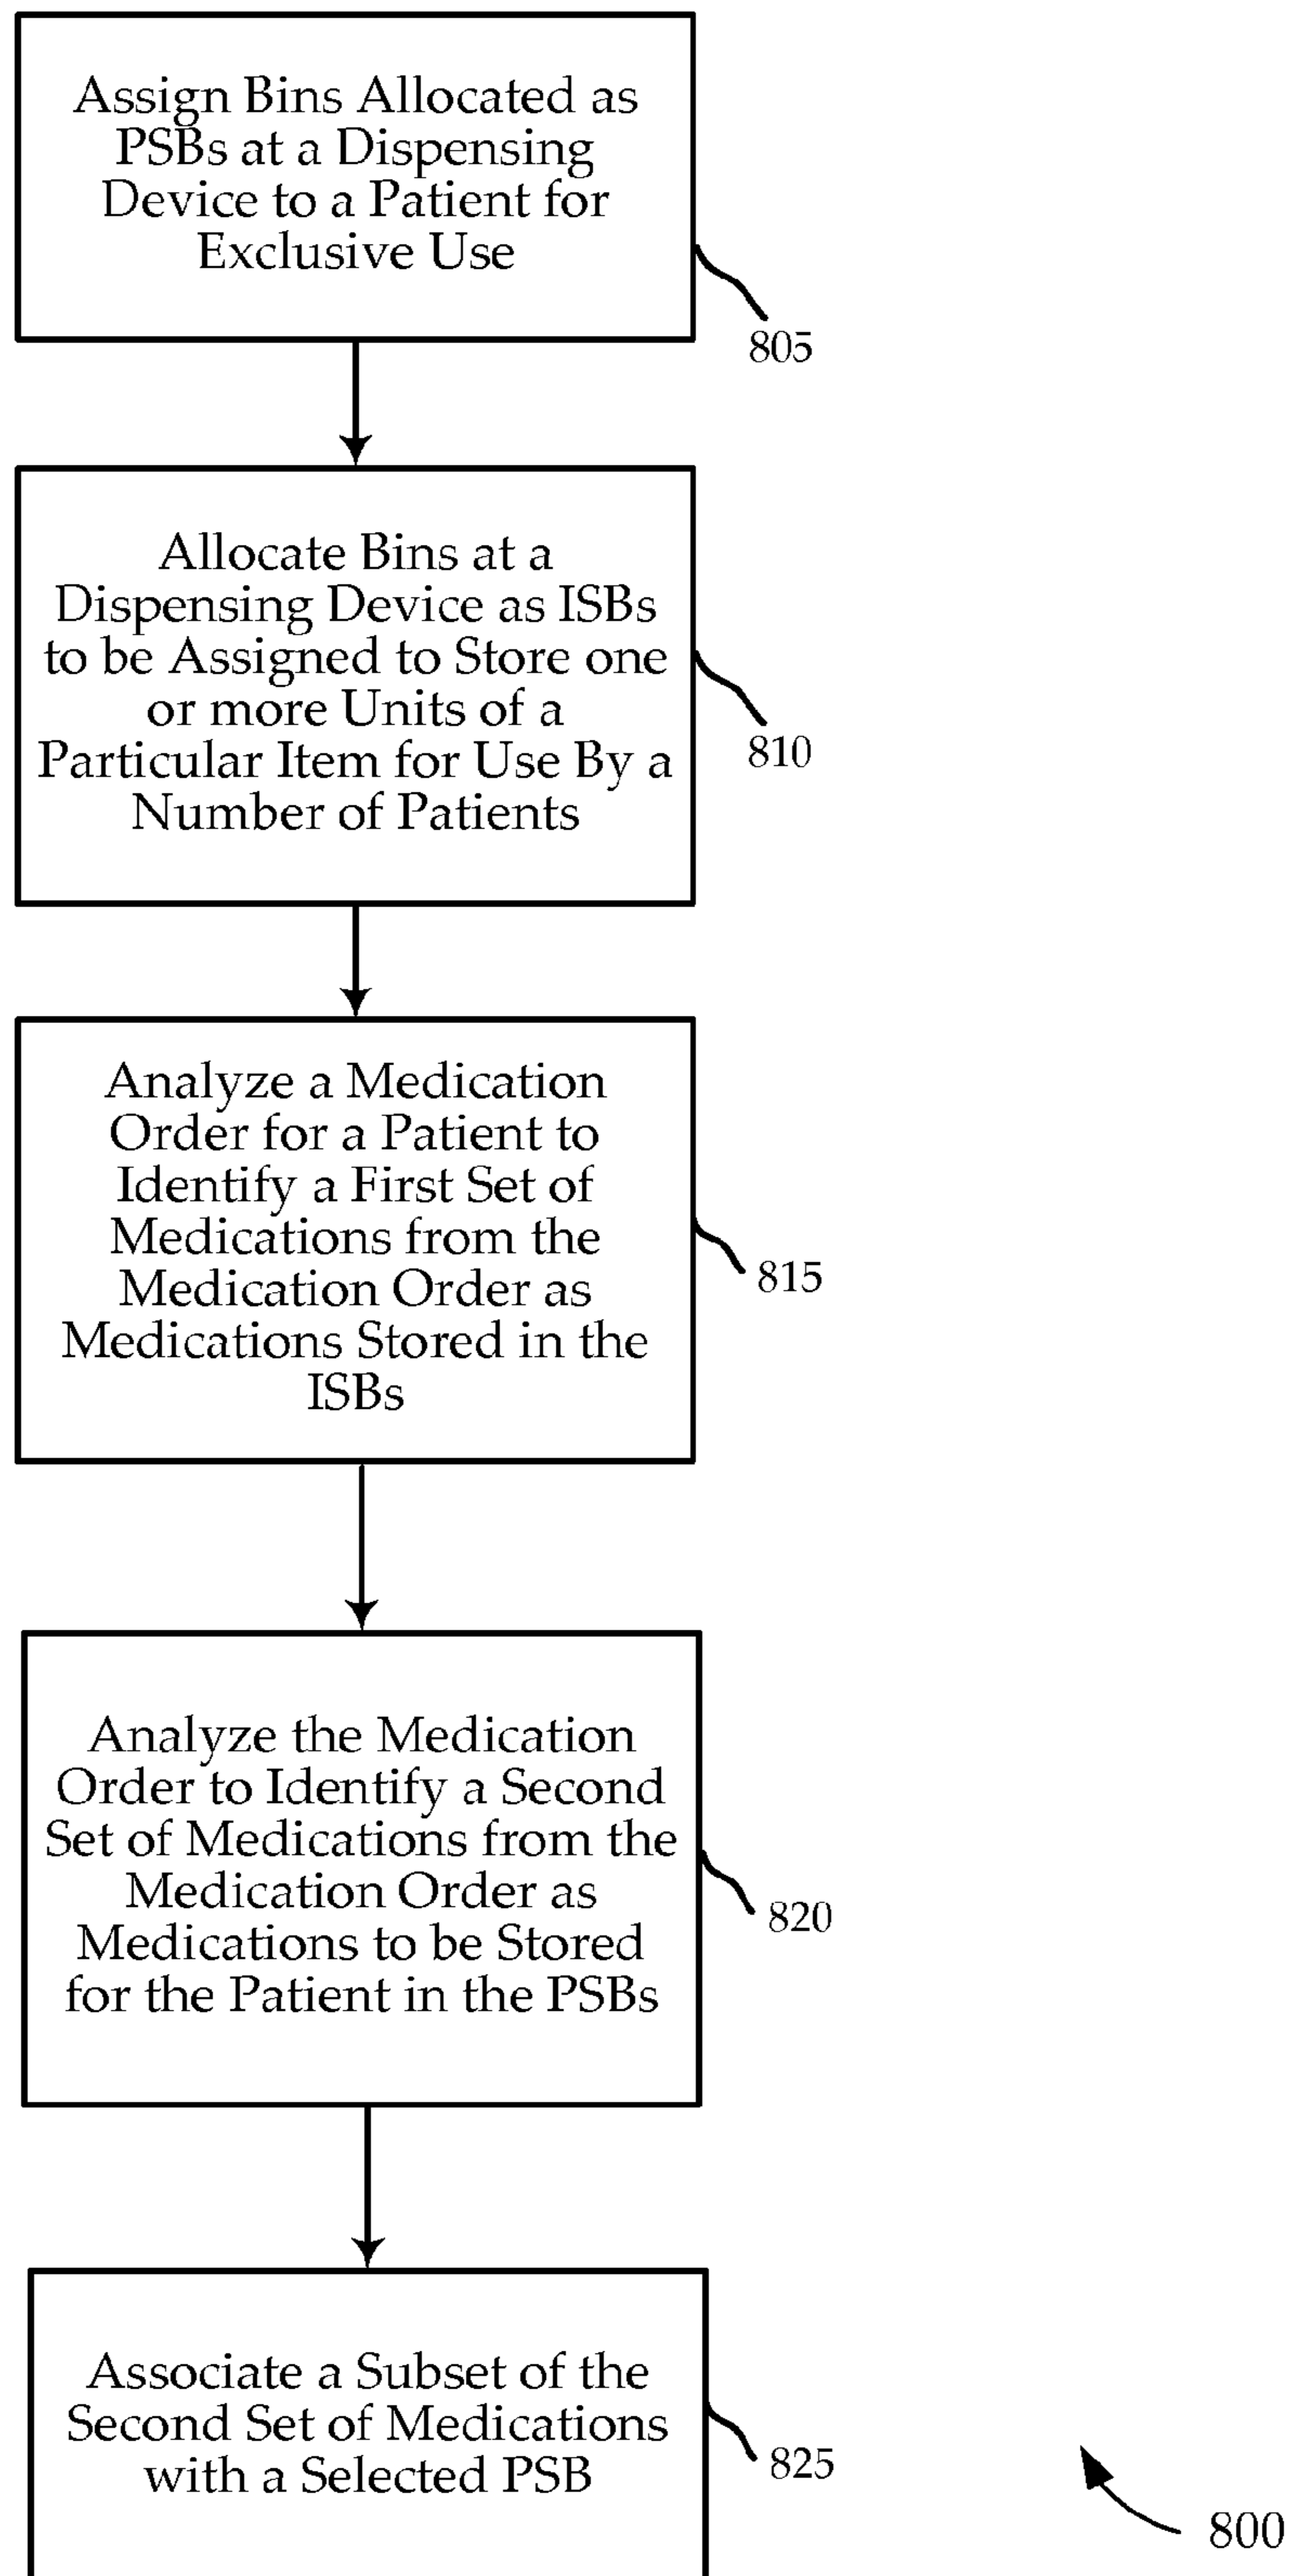 Assign Bins Allocated as
PSBs at a Dispensing
Device to a Patient for
Exclusive Use
805
Allocate Bins at a
Dispensing Device as ISBs
to be Assigned to Store one
or more Units of a
Particular Item for Use By a
Number of Patients
810
Analyze a Medication
Order for a Patient to
Identify a First Set of
Medications from the
Medication Order as
Medications Stored in the
ISBs
815
Analyze the Medication
Order to Identify a Second
Set of Medications from the
Medication Order as
Medications to be Stored
for the Patient in the PSBs
820
Associate a Subset of the
Second Set of Medications
with a Selected PSB
825
800